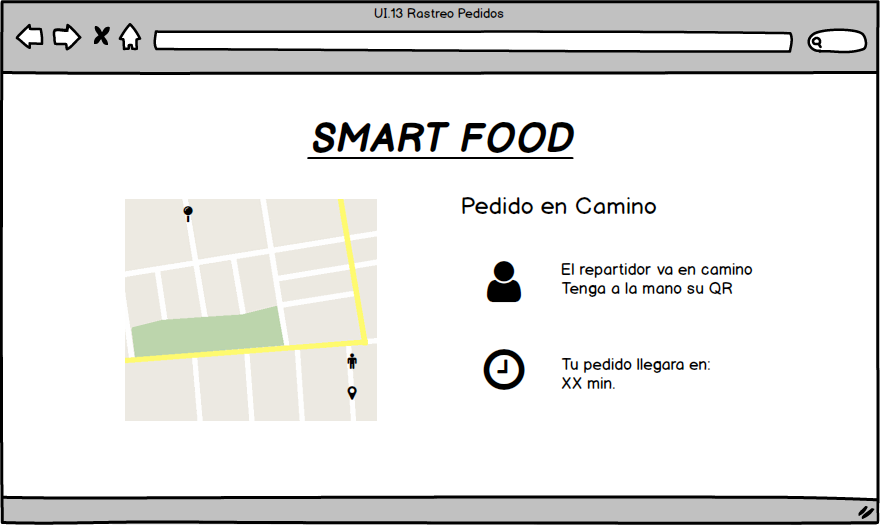 UI.13 Rastreo Pedidos
SMART FOOD
Pedido en Camino
El repartidor va en camino
Tenga a la mano su QR
Tu pedido llegara en:
XX min.